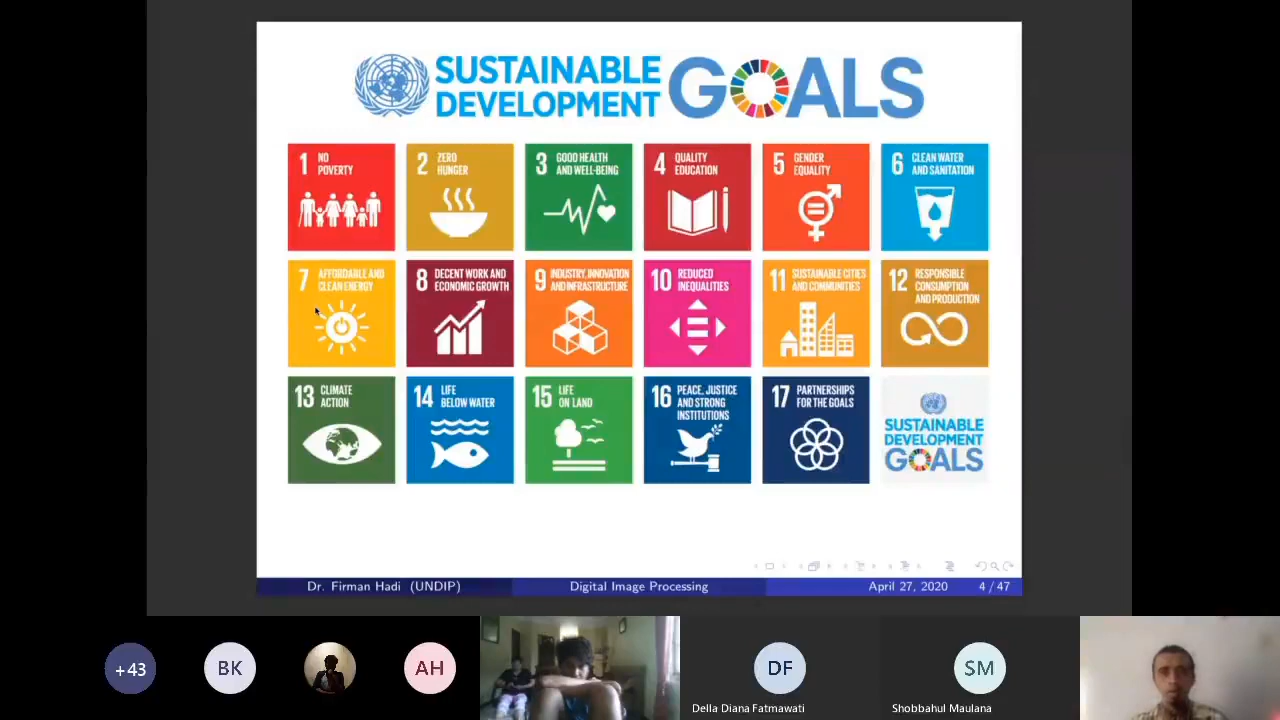 SUSTAINABLE
DEVELOPMENT
GOALS
1 NO
POVERTY
2 ZERO
HUNGER
3 GOOD HEALTH
AND WELL-BEING
4 QUALITY
EDUCATION
5 GENDER
EQUALITY
6 CLEAN WATER
AND SANITATION
7 AFFORDABLE AND
CLEAN ENERGY
8 DECENT WORK AND
ECONOMIC GROWTH
9 INDUSTRY, INNOVATION
AND INFRASTRUCTURE
10 REDUCED
INEQUALITIES
11 SUSTAINABLE CITIES
AND COMMUNITIES
12 RESPONSIBLE
CONSUMPTION
AND PRODUCTION
13 CLIMATE
ACTION
14 LIFE
BELOW WATER
15 LIFE
ON LAND
16 PEACE, JUSTICE
AND STRONG
INSTITUTIONS
17 PARTNERSHIPS
FOR THE GOALS
SUSTAINABLE
DEVELOPMENT
GOALS
Dr. Firman Hadi (UNDIP)
Digital Image Processing
April 27, 2020
4 / 47
+43
BK
AH
DF
Della Diana Fatmawati
SM
Shobbahul Maulana